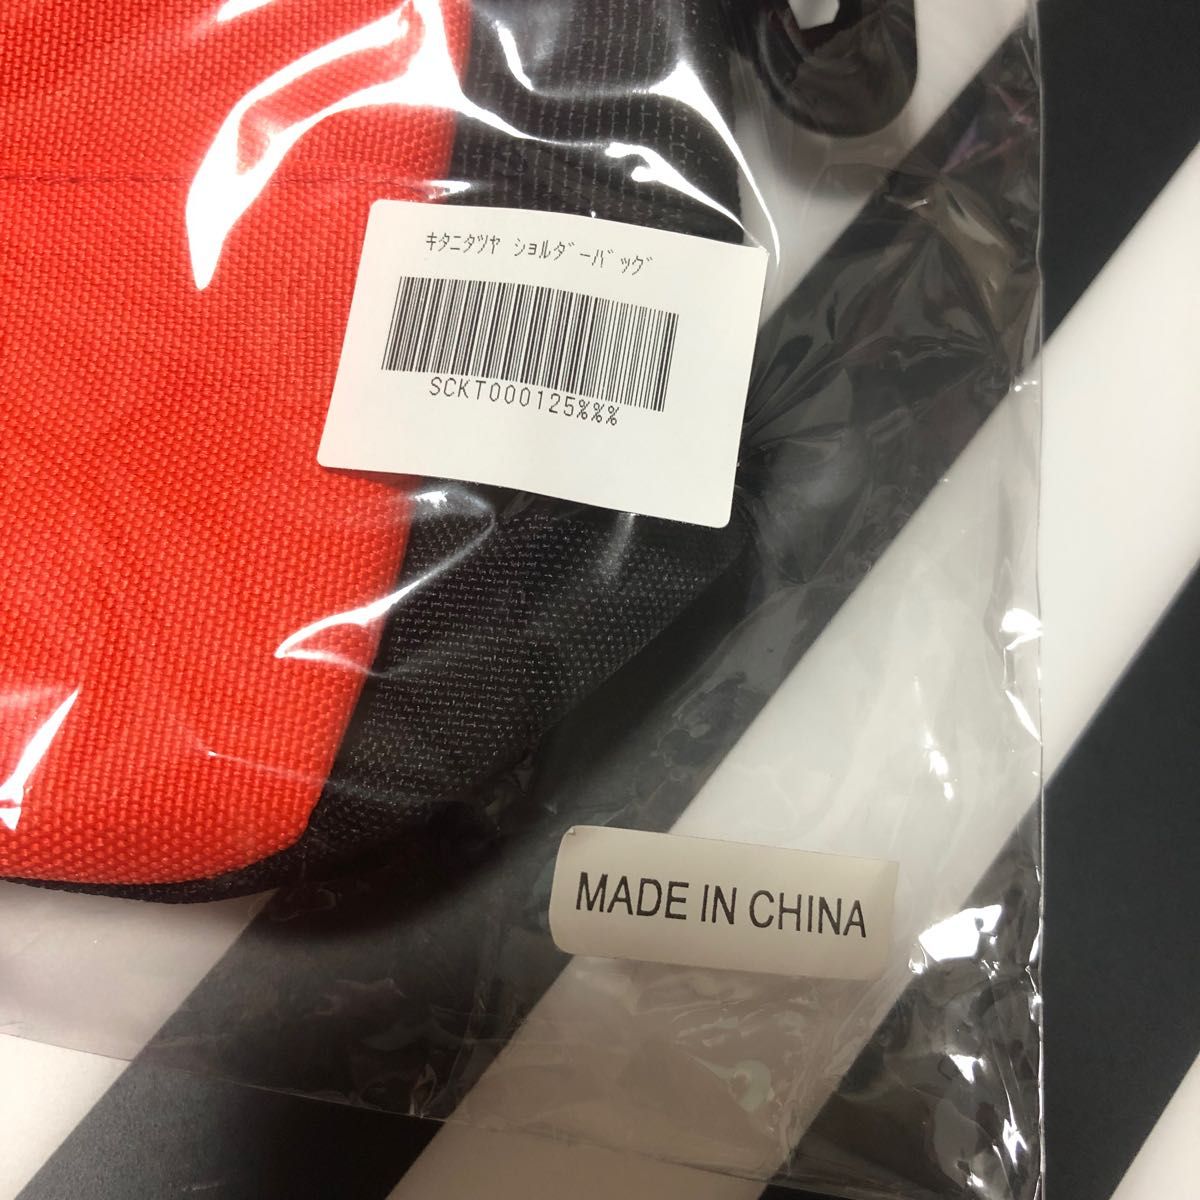 ｷﾀﾆﾀﾂﾔ ｼｮﾙﾀﾞｰﾊﾞｯｸﾞ
SCKT000125%%%
MADE IN CHINA